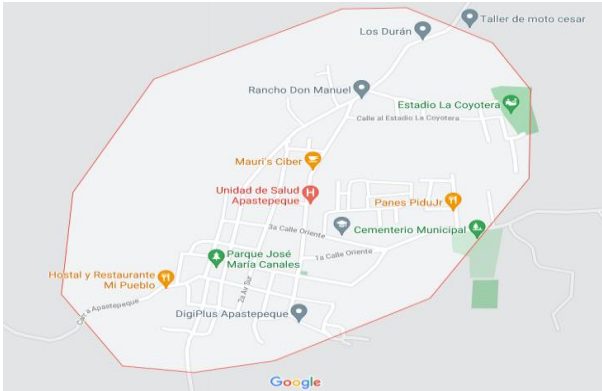 Taller de moto cesar
Los Durán
Rancho Don Manuel
Estadio La Coyotera
Calle al Estadio La Coyotera
Mauri's Ciber
Unidad de Salud
Apastepeque
H
Panes PiduJr
3a Calle Oriente
Cementerio Municipal
1a Calle Oriente
Parque José
María Canales
Hostal y Restaurante
Mi Pueblo
2a Av Sur
Carr a Apastepeque
DigiPlus Apastepeque
Google